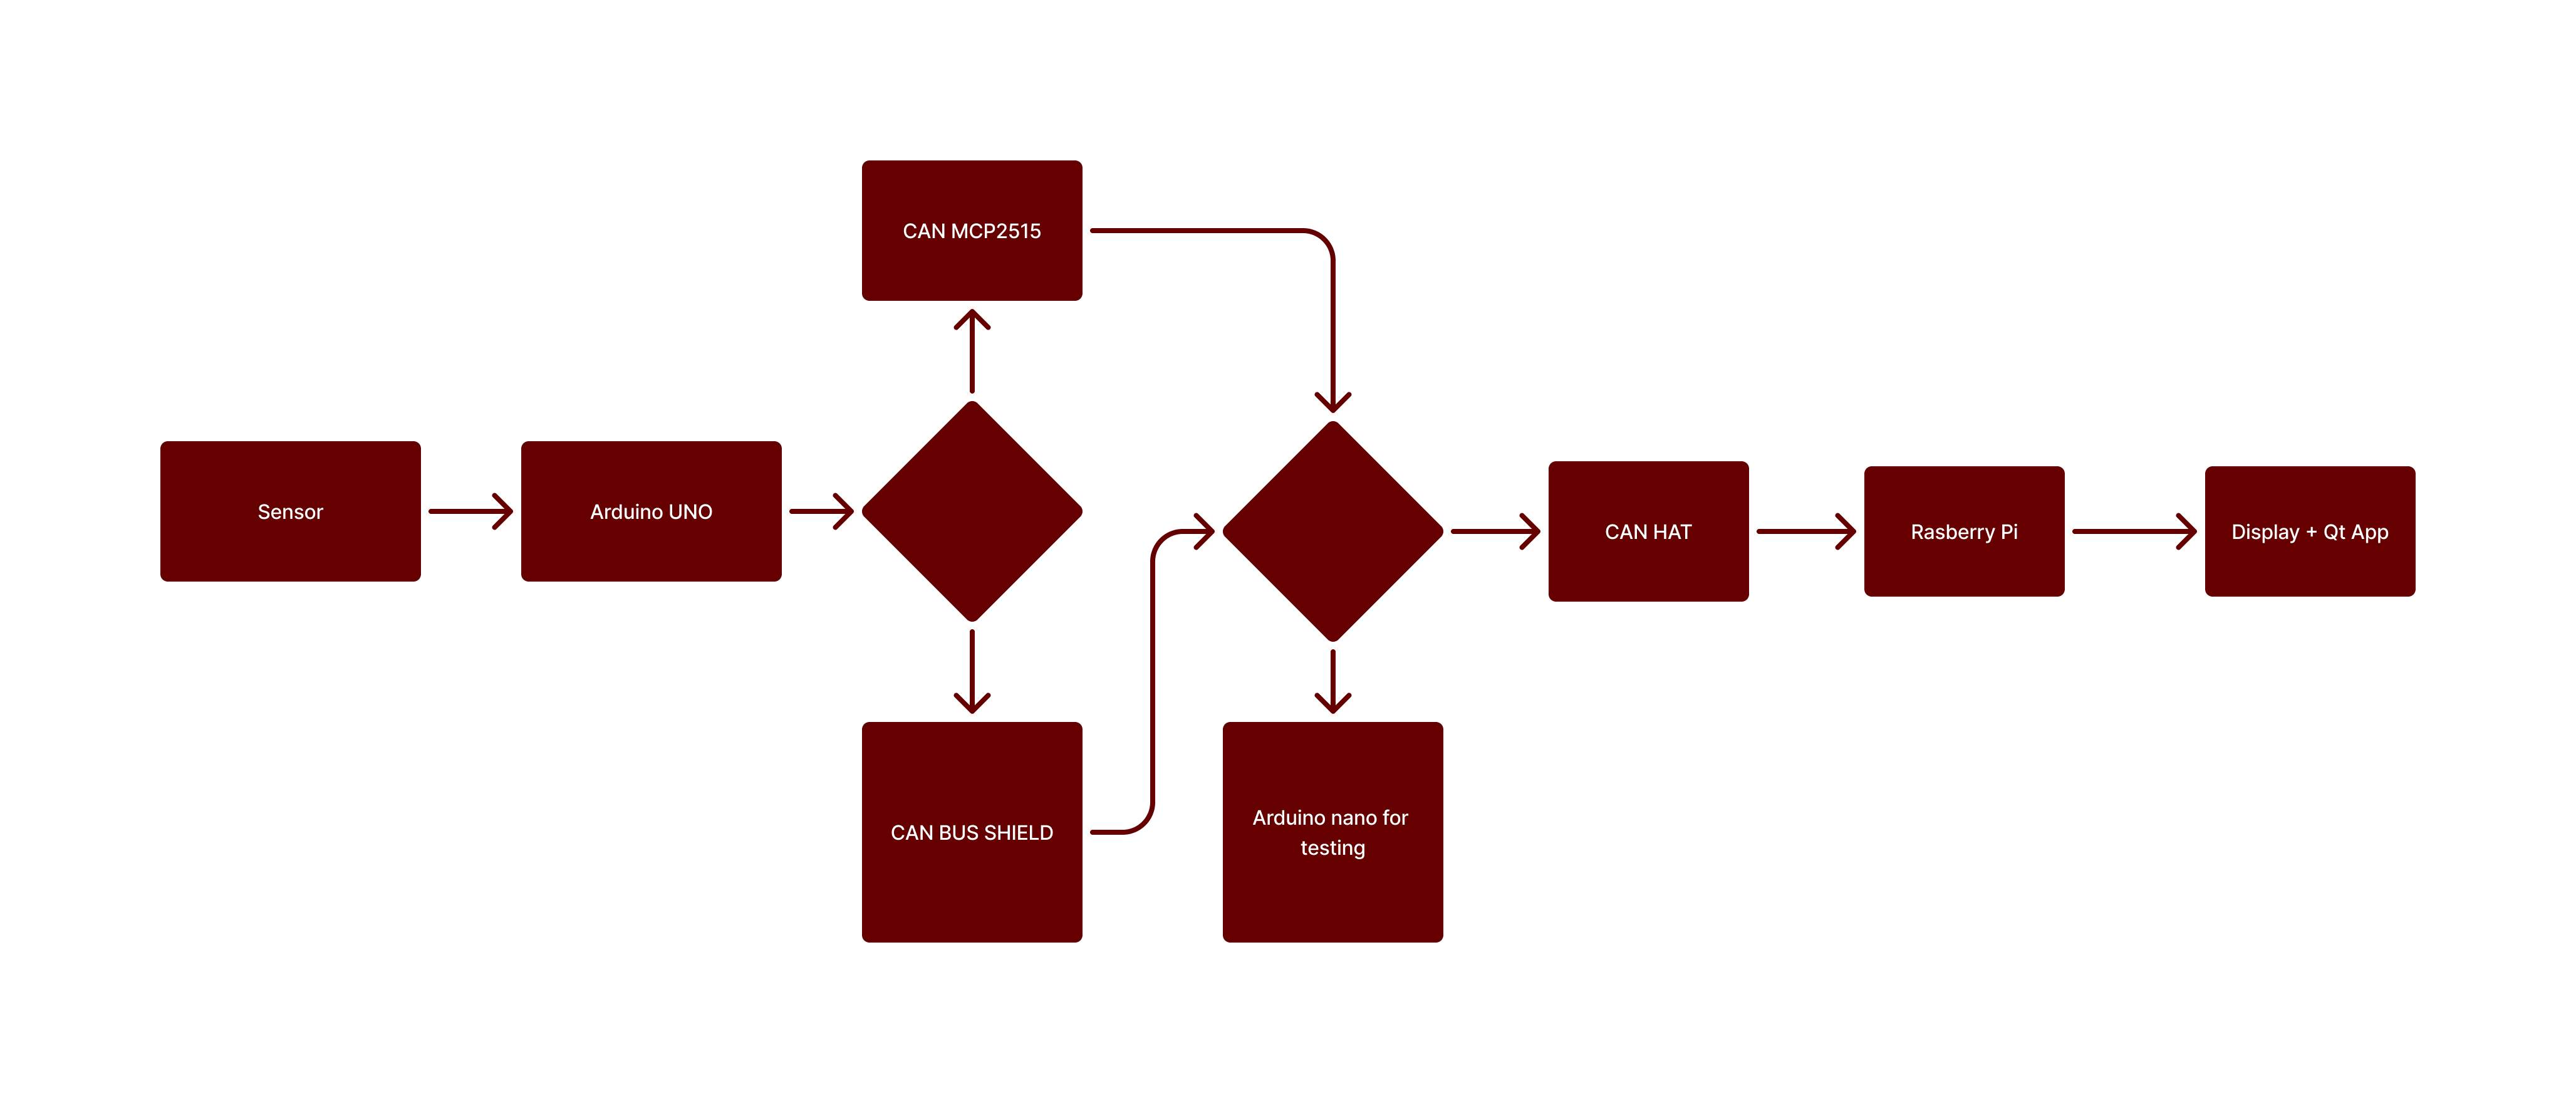 CAN MCP2515
Sensor
Arduino UNO
CAN HAT
Rasberry Pi
Display + Qt App
CAN BUS SHIELD
Arduino nano for
testing